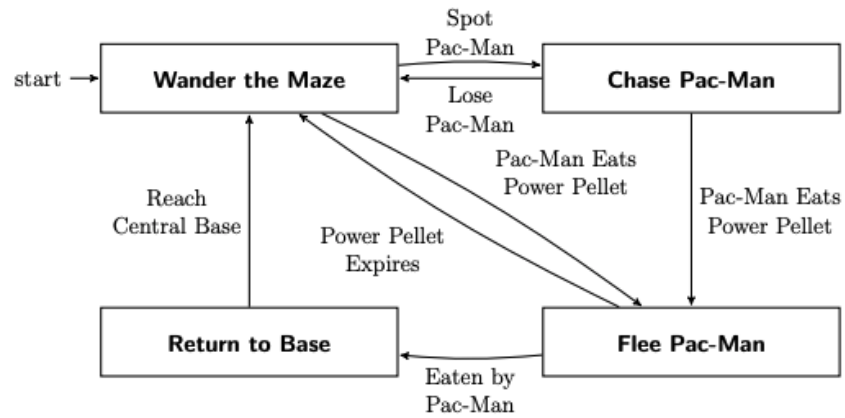 Spot
Pac-Man
start
Wander the Maze
Chase Pac-Man
Lose
Pac-Man
Pac-Man Eats
Power Pellet
Pac-Man Eats
Power Pellet
Reach
Central Base
Power Pellet
Expires
Return to Base
Flee Pac-Man
Eaten by
Pac-Man